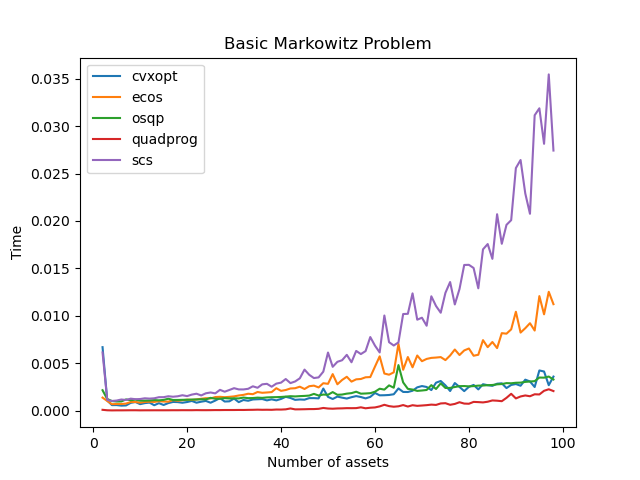 Basic Markowitz Problem
cvxopt
ecos
osqp
quadprog
scs
0.035
0.030
0.025
0.020
0.015
0.010
0.005
0.000
Time
0 20 40 60 80 100
Number of assets